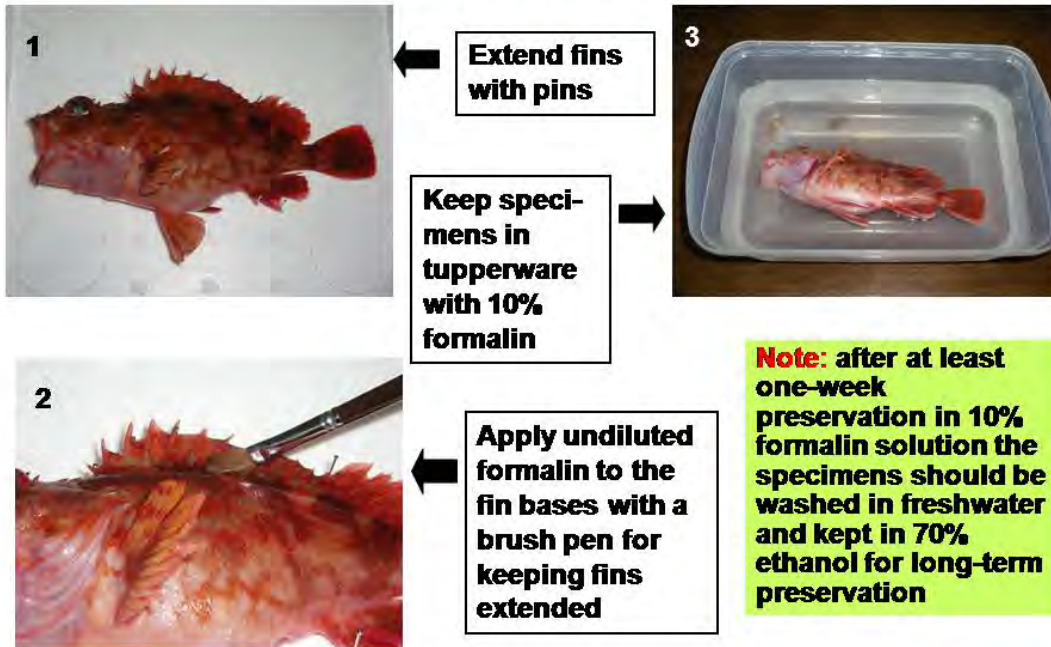 1
Extend fins
with pins
2
Apply undiluted
formalin to the
fin bases with a
brush pen for
keeping fins
extended
3
Keep speci-
mens in
tupperware
with 10%
formalin
Note: after at least
one-week
preservation in 10%
formalin solution the
specimens should be
washed in freshwater
and kept in 70%
ethanol for long-term
preservation